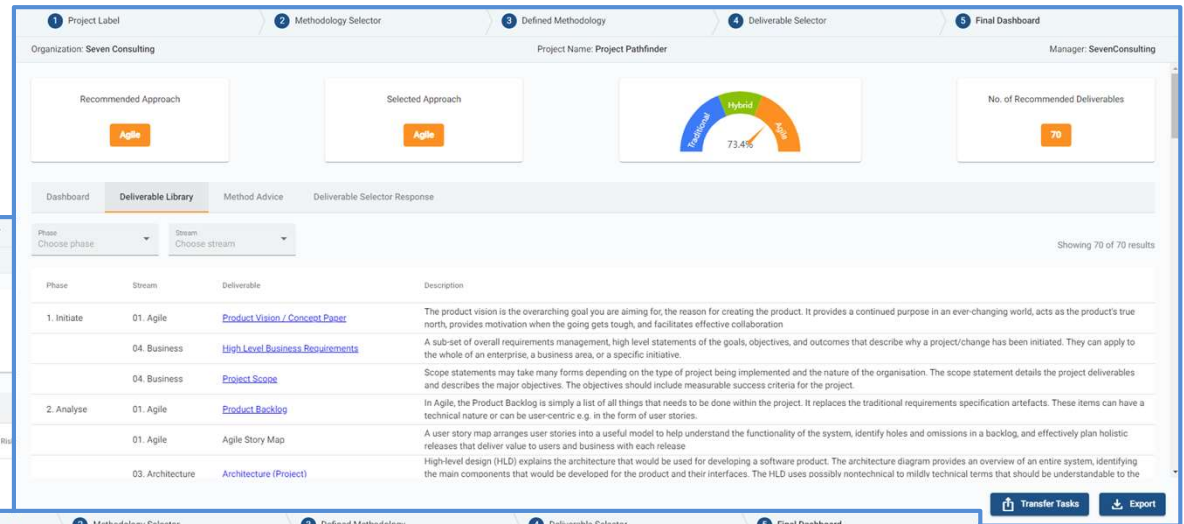 1 Project Label
2 Methodology Selector
3 Defined Methodology
4 Deliverable Selector
5 Final Dashboard
Organization: Seven Consulting
Project Name: Project Pathfinder
Manager: SevenConsulting
Recommended Approach
Agile
Selected Approach
Agile
Traditional
Hybrid
Agile
73.4%
No. of Recommended Deliverables
70
Dashboard
Deliverable Library
Method Advice
Deliverable Selector Response
Phase
Choose phase
Stream
Choose stream
Showing 70 of 70 results
Phase Stream Deliverable Description
1. Initiate 01. Agile Product Vision / Concept Paper
The product vision is the overarching goal you are aiming for, the reason for creating the product. It provides a continued purpose in an ever-changing world, acts as the product's true
north, provides motivation when the going gets tough, and facilitates effective collaboration
04. Business High Level Business Requirements
A sub-set of overall requirements management, high level statements of the goals, objectives, and outcomes that describe why a project/change has been initiated. They can apply to
the whole of an enterprise, a business area, or a specific initiative.
04. Business Project Scope
Scope statements may take many forms depending on the type of project being implemented and the nature of the organisation. The scope statement details the project deliverables
and describes the major objectives. The objectives should include measurable success criteria for the project.
2. Analyse 01. Agile Product Backlog
In Agile, the Product Backlog is simply a list of all things that needs to be done within the project. It replaces the traditional requirements specification artefacts. These items can have a
technical nature or can be user-centric e.g. in the form of user stories.
01. Agile Agile Story Map
A user story map arranges user stories into a useful model to help understand the functionality of the system, identify holes and omissions in a backlog, and effectively plan holistic
releases that deliver value to users and business with each release
03. Architecture Architecture (Project)
High-level design (HLD) explains the architecture that would be used for developing a software product. The architecture diagram provides an overview of an entire system, identifying
the main components that would be developed for the product and their interfaces. The HLD uses possibly nontechnical to mildly technical terms that should be understandable to the
Transfer Tasks
Export
Methodology Selector
Defined Methodology
Deliverable Selector
Final Dashboard